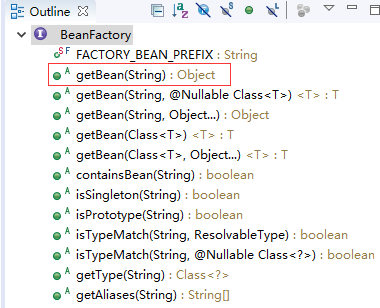 Outline
BeanFactory
FACTORY_BEAN_PREFIX : String
getBean(String) : Object
getBean(String, @Nullable Class<T>) <T> : T
getBean(String, Object...) : Object
getBean(Class<T>) <T> : T
getBean(Class<T>, Object...) <T> : T
containsBean(String) : boolean
isSingleton(String) : boolean
isPrototype(String) : boolean
isTypeMatch(String, ResolvableType) : boolean
isTypeMatch(String, @Nullable Class<?>) : boolean
getType(String) : Class<?>
getAliases(String) : String[]